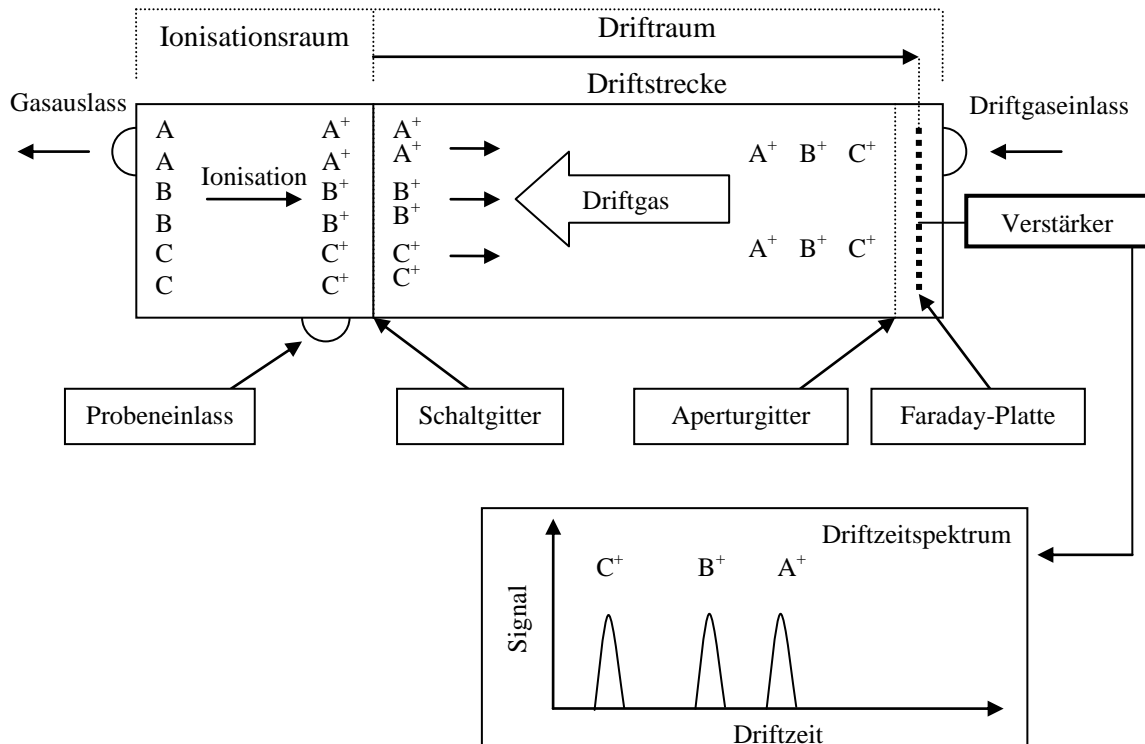 Ionisationsraum
Driftraum
Driftstrecke
Gasauslass
Driftgaseinlass
A A⁺ A⁺
A A⁺ A⁺ A⁺ B⁺ C⁺
Ionisation
B B⁺ B⁺
Driftgas
B B⁺ B⁺
Verstärker
C C⁺ C⁺ A⁺ B⁺ C⁺
C C⁺ C⁺
Probeneinlass
Schaltgitter
Aperturgitter
Faraday-Platte
Driftzeitspektrum
C⁺ B⁺ A⁺
Signal
Driftzeit